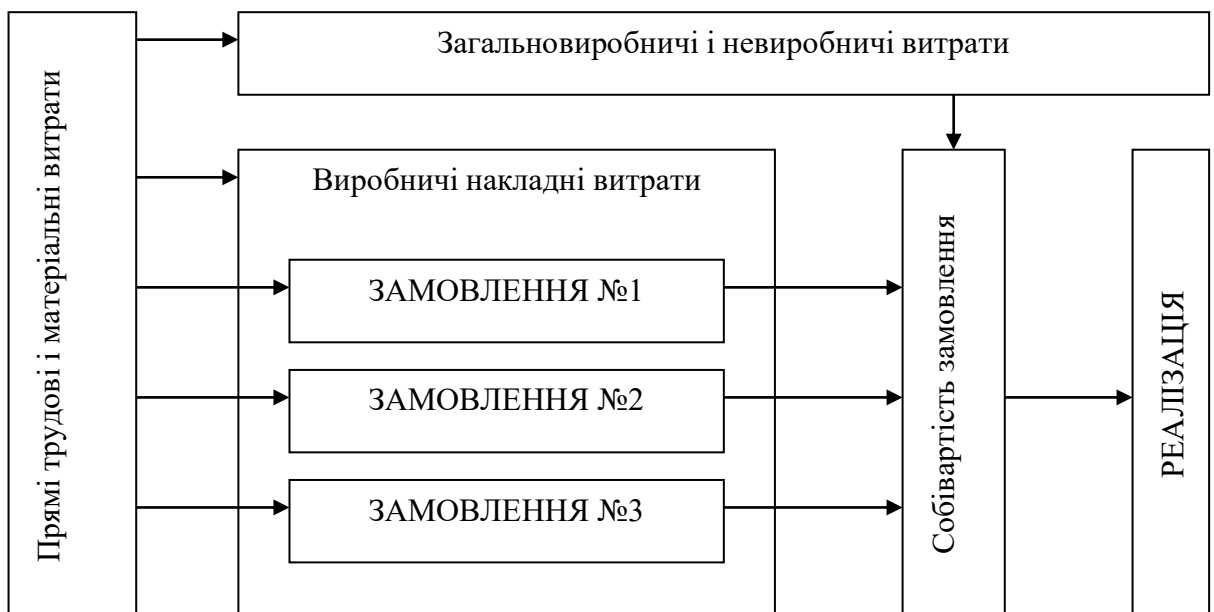 Прямі трудові і матеріальні витрати
Загальновиробничі і невиробничі витрати
Виробничі накладні витрати
ЗАМОВЛЕННЯ №1
ЗАМОВЛЕННЯ №2
ЗАМОВЛЕННЯ №3
Собівартість замовлення
РЕАЛІЗАЦІЯ